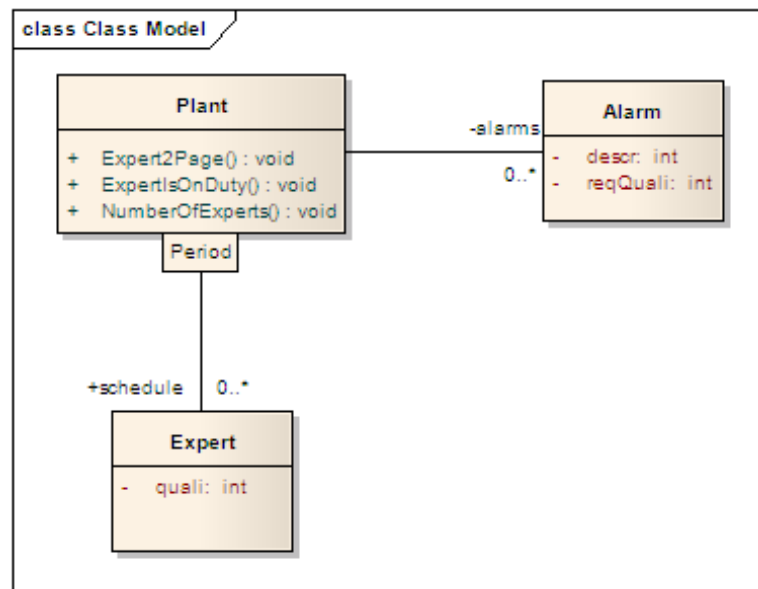 class Class Model
Plant
+ Expert2Page() : void
+ ExpertIsOnDuty() : void
+ NumberOfExperts() : void
Period
-alarms
0..*
Alarm
- descr: int
- reqQuali: int
+schedule 0..*
Expert
- quali: int